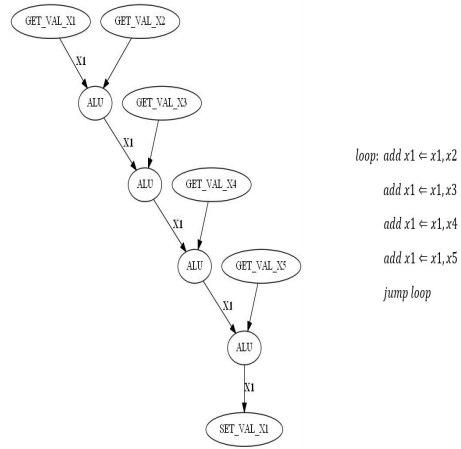 GET_VAL_X1
GET_VAL_X2
X1
ALU
GET_VAL_X3
X1
ALU
GET_VAL_X4
X1
ALU
GET_VAL_X5
X1
ALU
X1
SET_VAL_X1
loop: add x1 ⇐ x1,x2
add x1 ⇐ x1,x3
add x1 ⇐ x1,x4
add x1 ⇐ x1,x5
jump loop